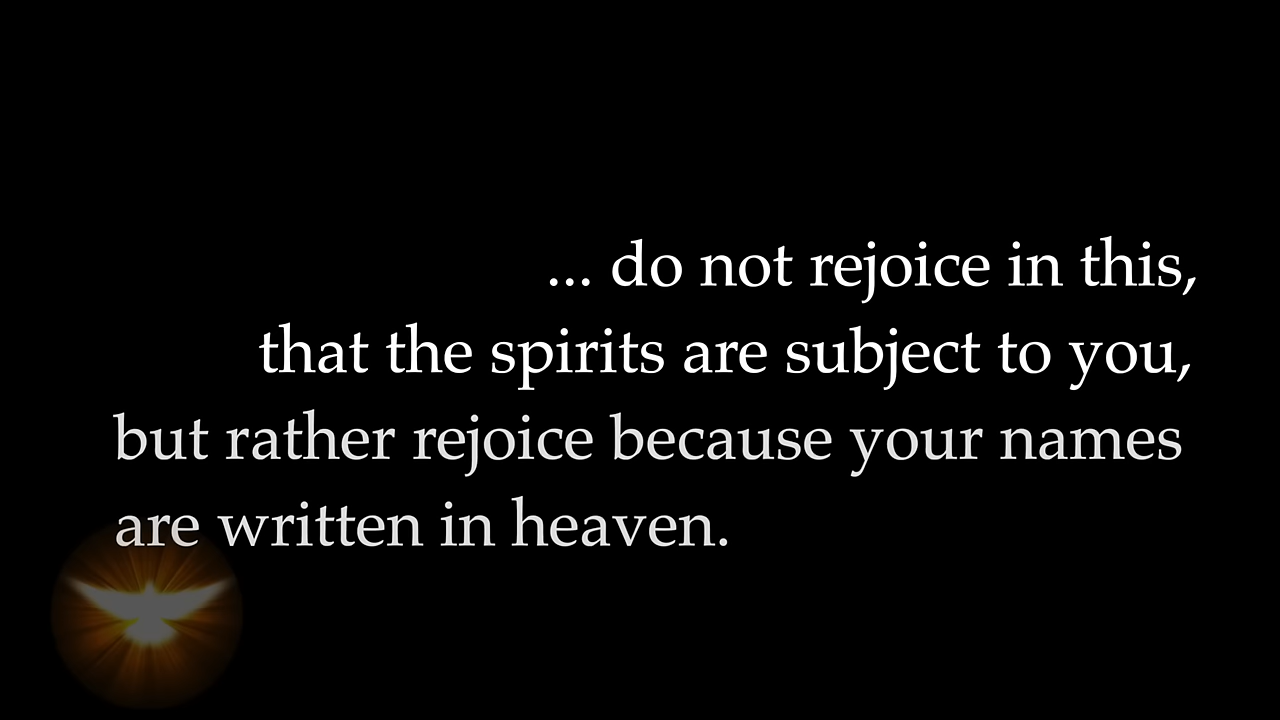 ... do not rejoice in this,
that the spirits are subject to you,
but rather rejoice because your names
are written in heaven.